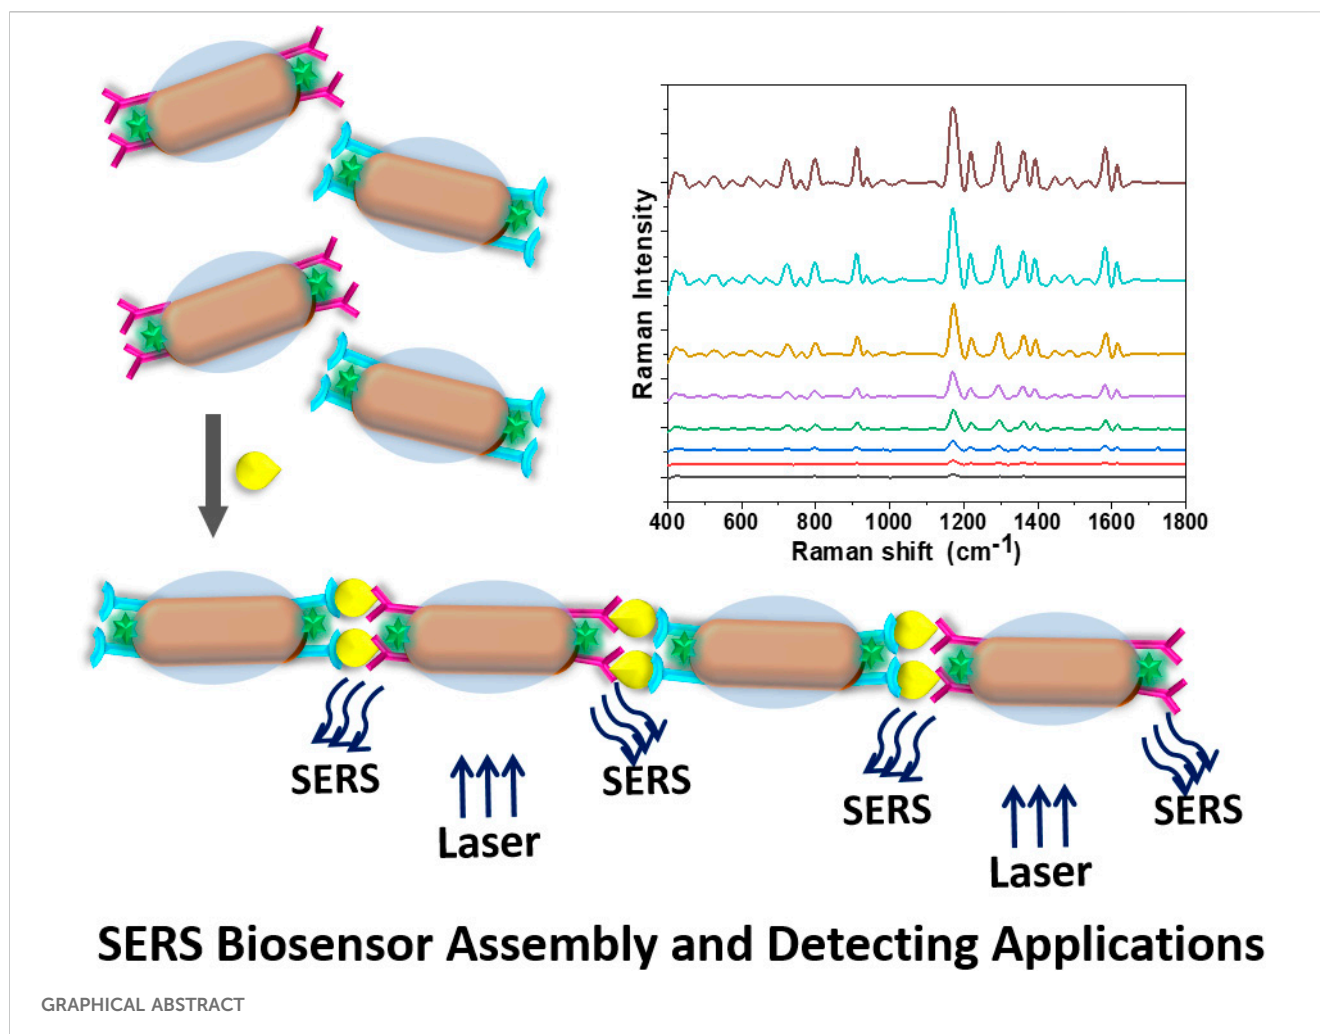 Raman Intensity
400 600 800 1000 1200 1400 1600 1800
Raman shift (cm-1)
SERS
SERS
SERS
SERS
Laser
Laser
SERS Biosensor Assembly and Detecting Applications
GRAPHICAL ABSTRACT